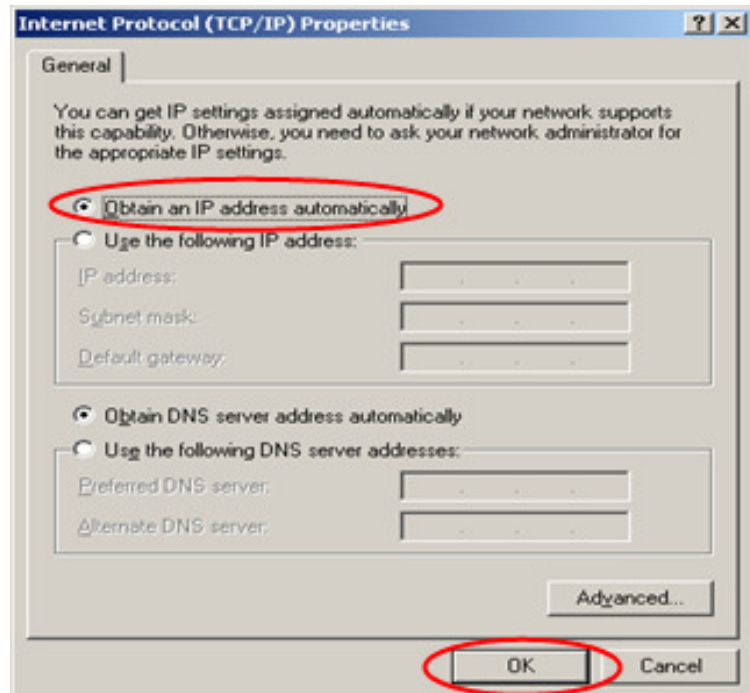 Internet Protocol (TCP/IP) Properties
General
You can get IP settings assigned automatically if your network supports
this capability. Otherwise, you need to ask your network administrator for
the appropriate IP settings.
Obtain an IP address automatically
Use the following IP address:
IP address:
Subnet mask:
Default gateway:
Obtain DNS server address automatically
Use the following DNS server addresses:
Preferred DNS server:
Alternate DNS server:
Advanced...
OK Cancel